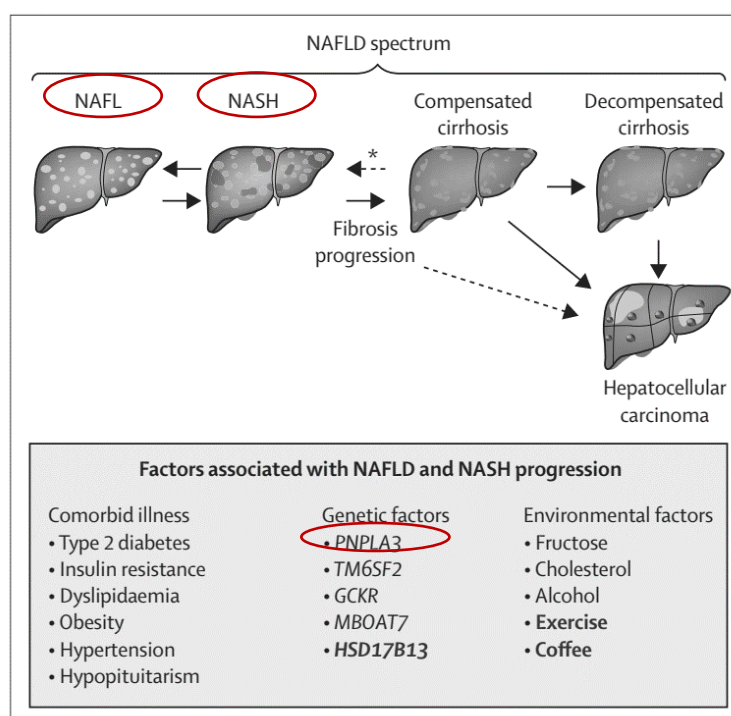 NAFLD spectrum
NAFL
NASH
Compensated
cirrhosis
Decompensated
cirrhosis
*
Fibrosis
progression
Hepatocellular
carcinoma
Factors associated with NAFLD and NASH progression
Comorbid illness
• Type 2 diabetes
• Insulin resistance
• Dyslipidaemia
• Obesity
• Hypertension
• Hypopituitarism
Genetic factors
• PNPLA3
• TM6SF2
• GCKR
• MBOAT7
• HSD17B13
Environmental factors
• Fructose
• Cholesterol
• Alcohol
• Exercise
• Coffee